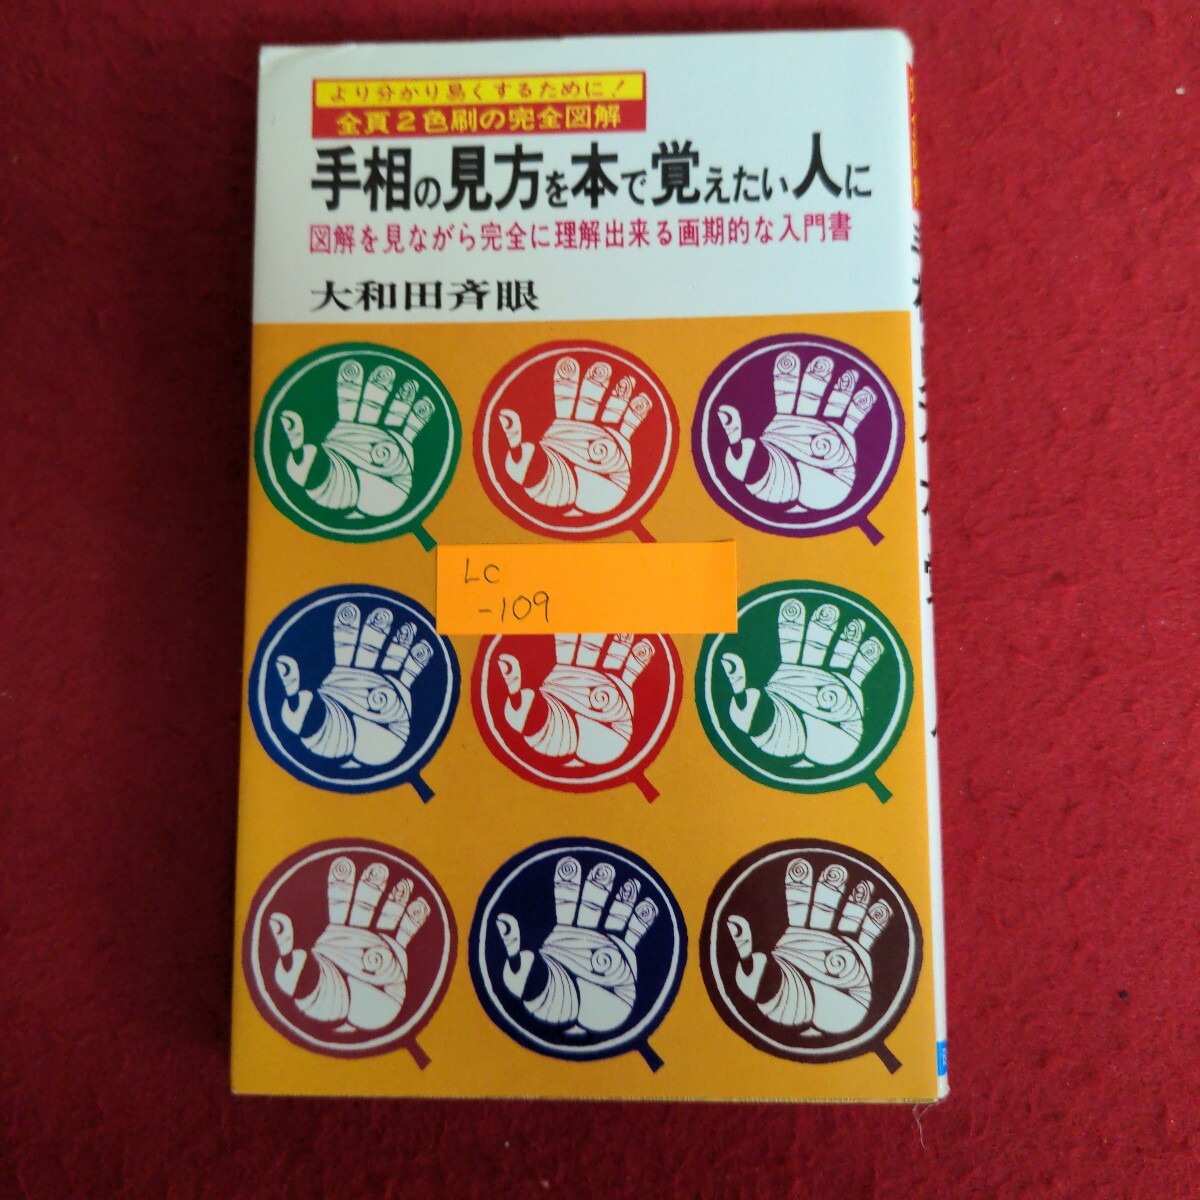 より分かり易くするために!
全頁2色刷の完全図解
手相の見方を本で覚えたい人に
図解を見ながら完全に理解出来る画期的な入門書
大和田斉眼
LC
-109